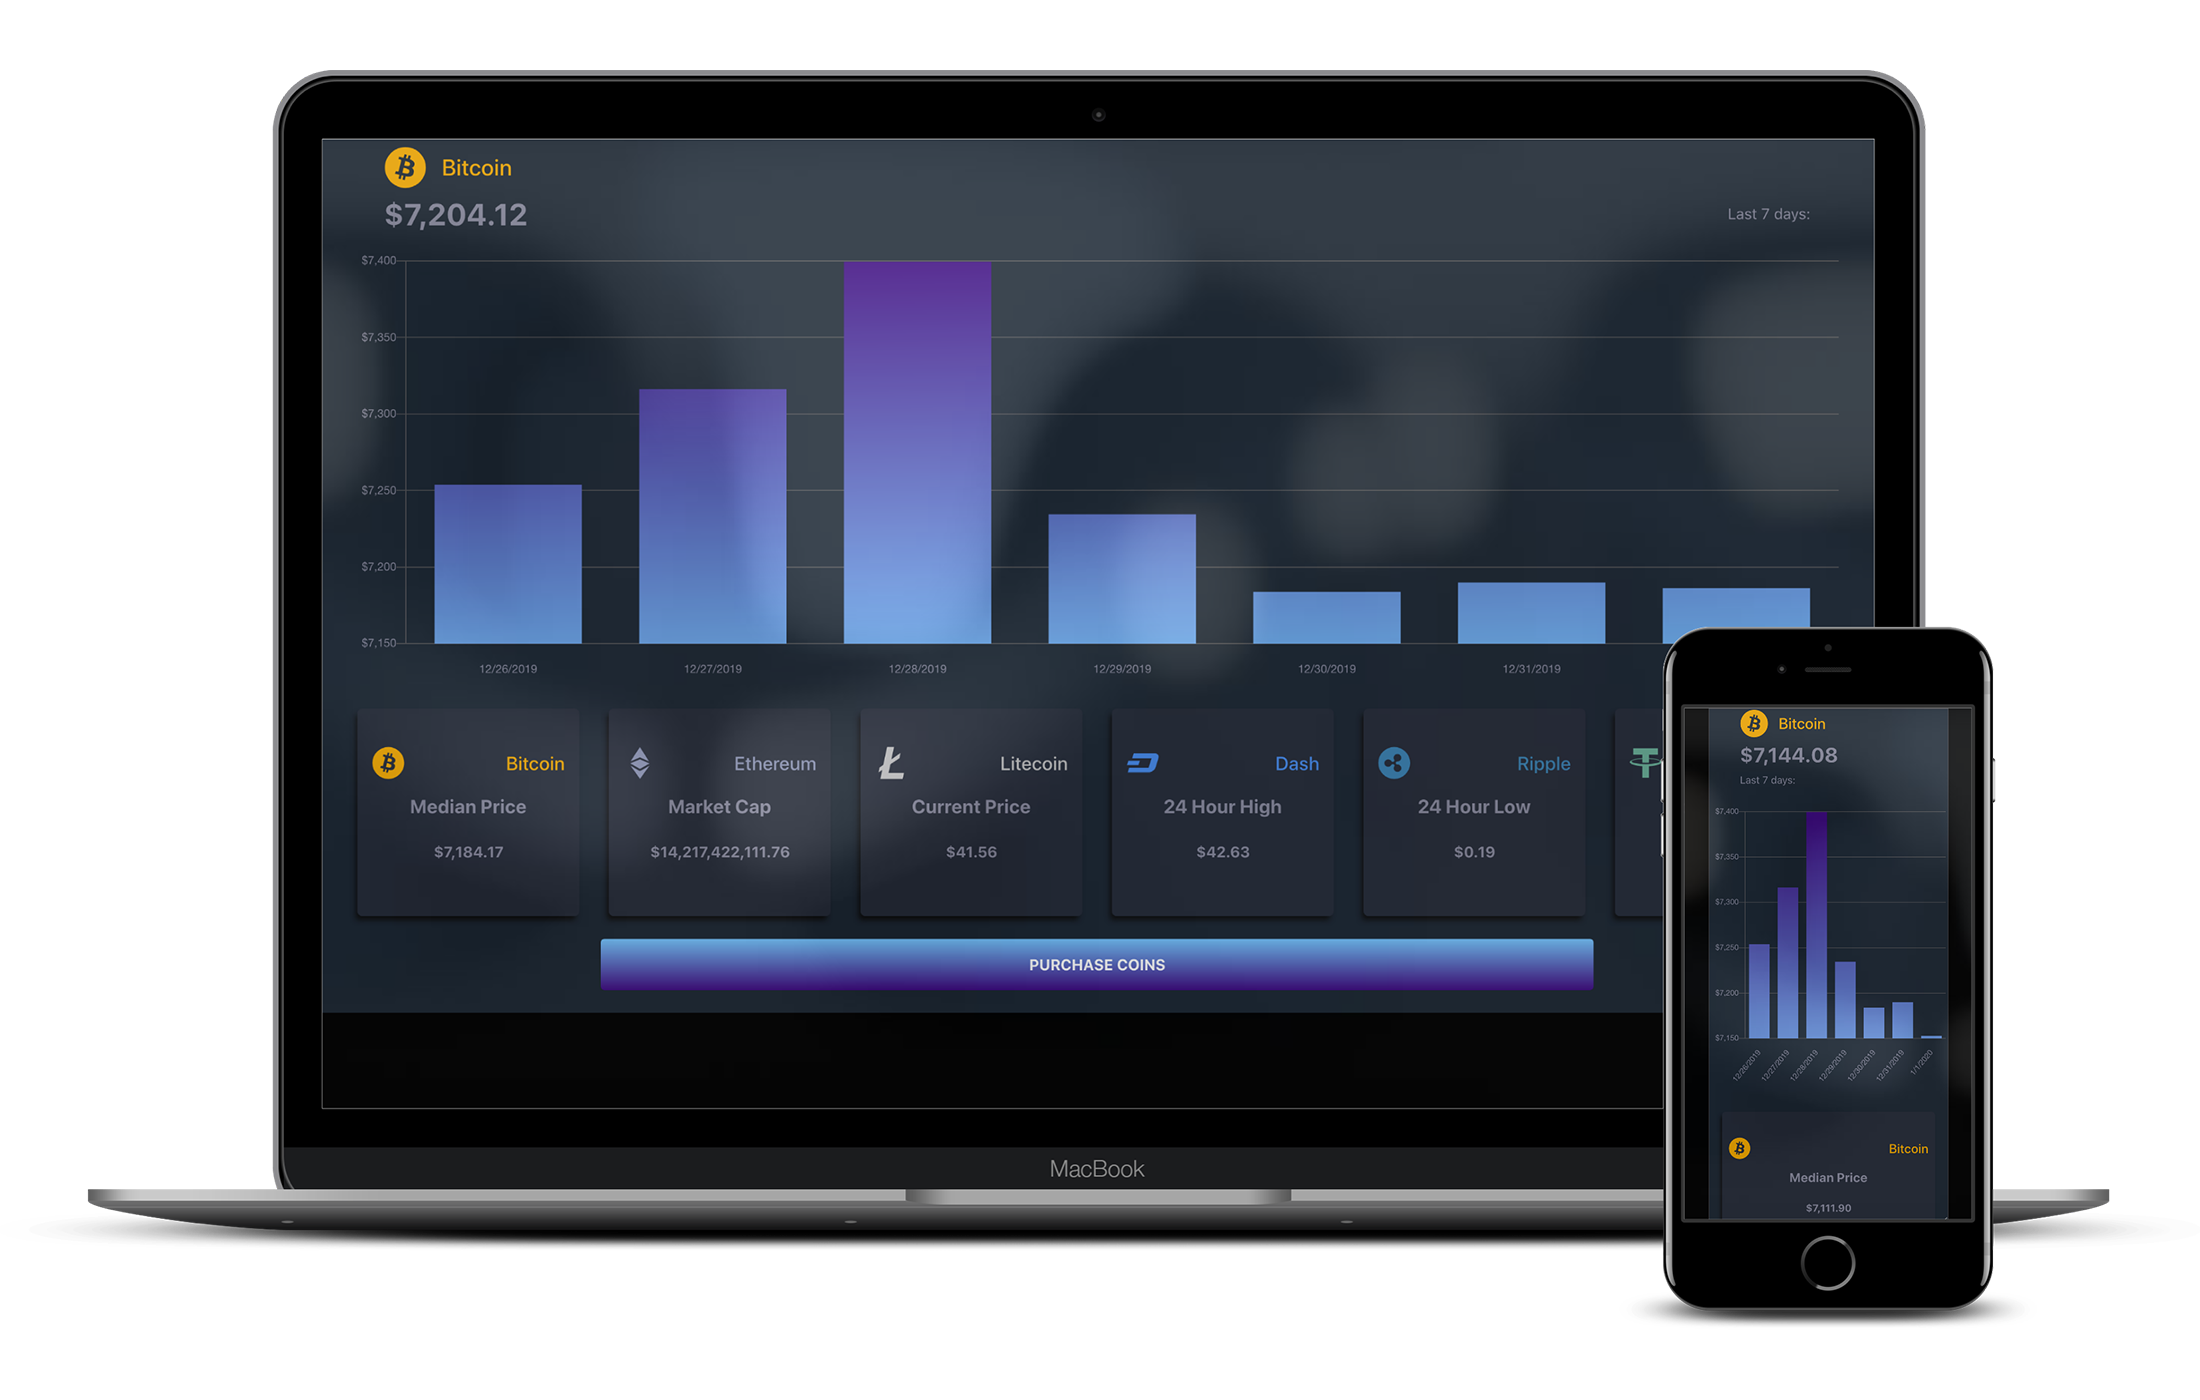 Bitcoin
$7,204.12
Last 7 days:
$7,400
$7,350
$7,300
$7,250
$7,200
$7,150
12/26/2019
12/27/2019
12/28/2019
12/29/2019
12/30/2019
12/31/2019
Bitcoin
Median Price
$7,184.17
Ethereum
Market Cap
$14,217,422,111.76
Litecoin
Current Price
$41.56
Dash
24 Hour High
$42.63
Ripple
24 Hour Low
$0.19
PURCHASE COINS
MacBook
Bitcoin
$7,144.08
Last 7 days:
$7,400
$7,350
$7,300
$7,250
$7,200
$7,150
12/26/2019
12/27/2019
12/28/2019
12/29/2019
12/30/2019
12/31/2019
1/1/2020
Bitcoin
Median Price
$7,111.90